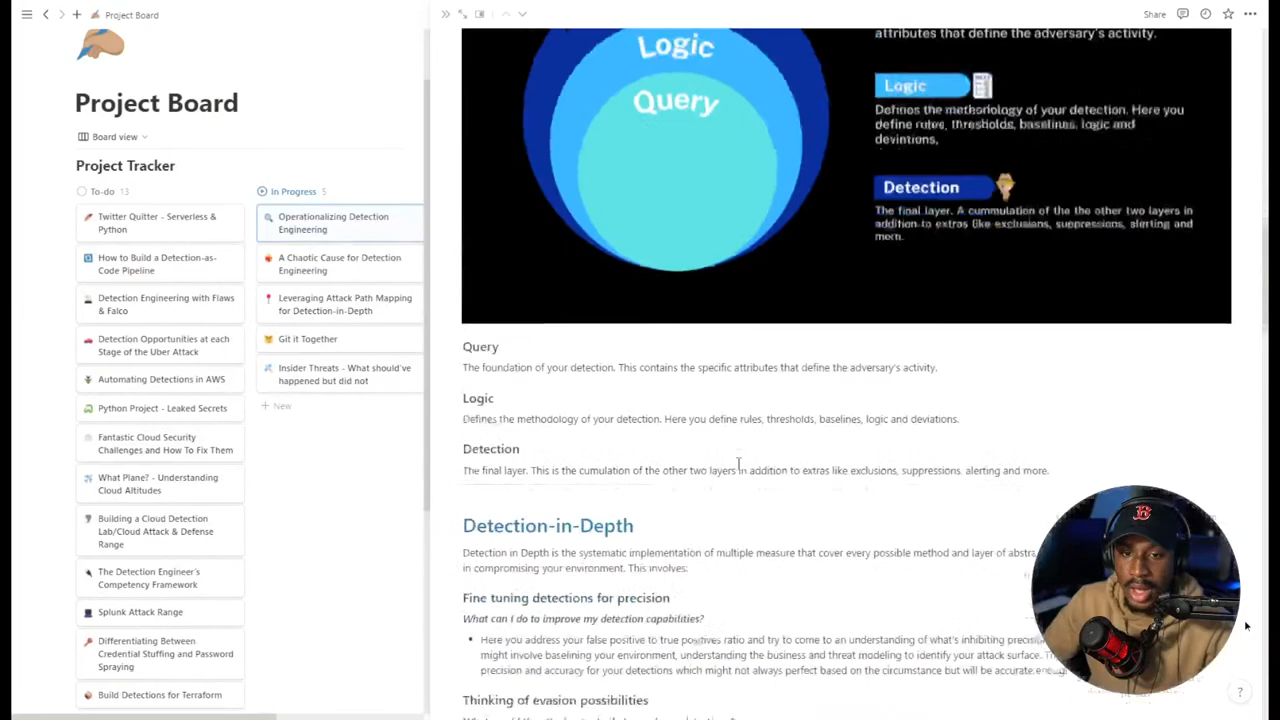 Project Board
Share
Project Board
Board view
Project Tracker
To-do 13
Twitter Quitter - Serverless &
Python
How to Build a Detection-as-
Code Pipeline
Detection Engineering with Flaws
& Falco
Detection Opportunities at each
Stage of the Uber Attack
Automating Detections in AWS
Python Project - Leaked Secrets
Fantastic Cloud Security
Challenges and How To Fix Them
What Plane? - Understanding
Cloud Altitudes
Building a Cloud Detection
Lab/Cloud Attack & Defense
Range
The Detection Engineer's
Competency Framework
Splunk Attack Range
Differentiating Between
Credential Stuffing and Password
Spraying
Build Detections for Terraform
In Progress 5
Operationalizing Detection
Engineering
A Chaotic Cause for Detection
Engineering
Leveraging Attack Path Mapping
for Detection-in-Depth
Git it Together
Insider Threats - What should've
happened but did not
+ New
Logic
Query
attributes that define the adversary's activity.
Logic
Defines the methodology of your detection. Here you
define rules, thresholds, baselines, logic and
deviations,
Detection
The final layer. A cummulation of the the other two layers in
addition to extras like exclusions, suppressions, alerting and
more.
Query
The foundation of your detection. This contains the specific attributes that define the adversary's activity.
Logic
Defines the methodology of your detection. Here you define rules, thresholds, baselines, logic and deviations.
Detection
The final layer. This is the cumulation of the other two layers in addition to extras like exclusions, suppressions, alerting and more.
Detection-in-Depth
Detection in Depth is the systematic implementation of multiple measure that cover every possible method and layer of abstra
in compromising your environment. This involves:
Fine tuning detections for precision
What can I do to improve my detection capabilities?
• Here you address your false positive to true positives ratio and try to come to an understanding of what's inhibiting precisi
might involve baselining your environment, understanding the business and threat modeling to identify your attack surface.
precision and accuracy for your detections which might not always perfect based on the circumstance but will be accurate
Thinking of evasion possibilities
B
?